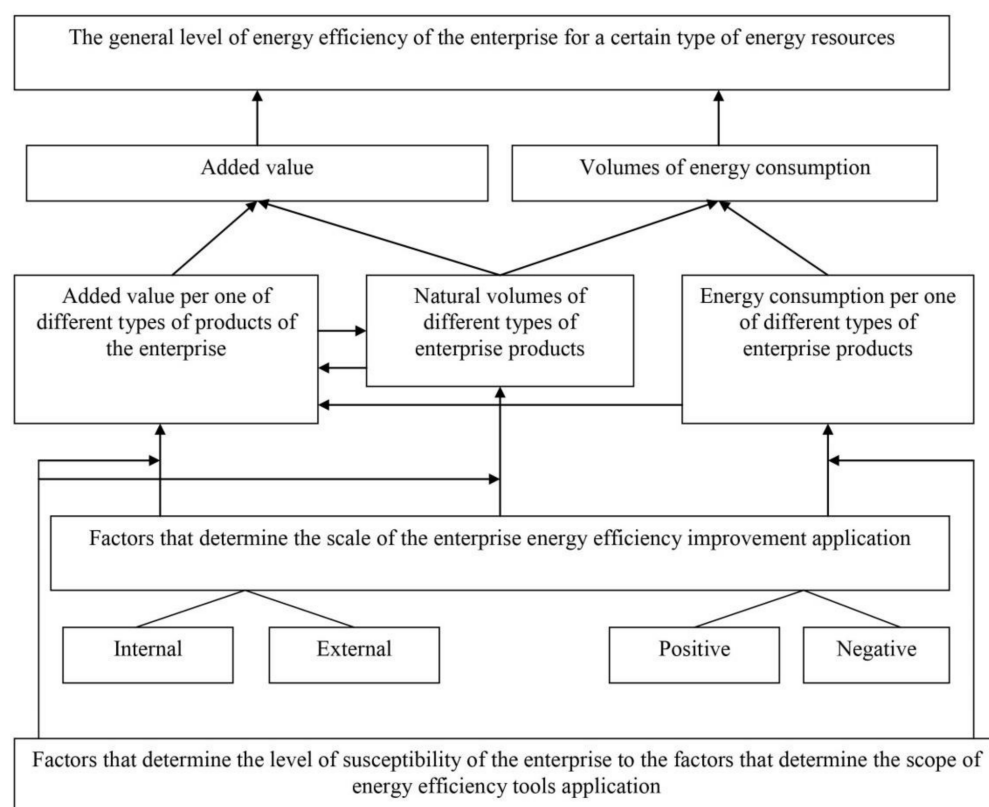 The general level of energy efficiency of the enterprise for a certain type of energy resources
Added value
Volumes of energy consumption
Added value per one of
different types of products of
the enterprise
Natural volumes of
different types of
enterprise products
Energy consumption per one
of different types of
enterprise products
Factors that determine the scale of the enterprise energy efficiency improvement application
Internal
External
Positive
Negative
Factors that determine the level of susceptibility of the enterprise to the factors that determine the scope of
energy efficiency tools application